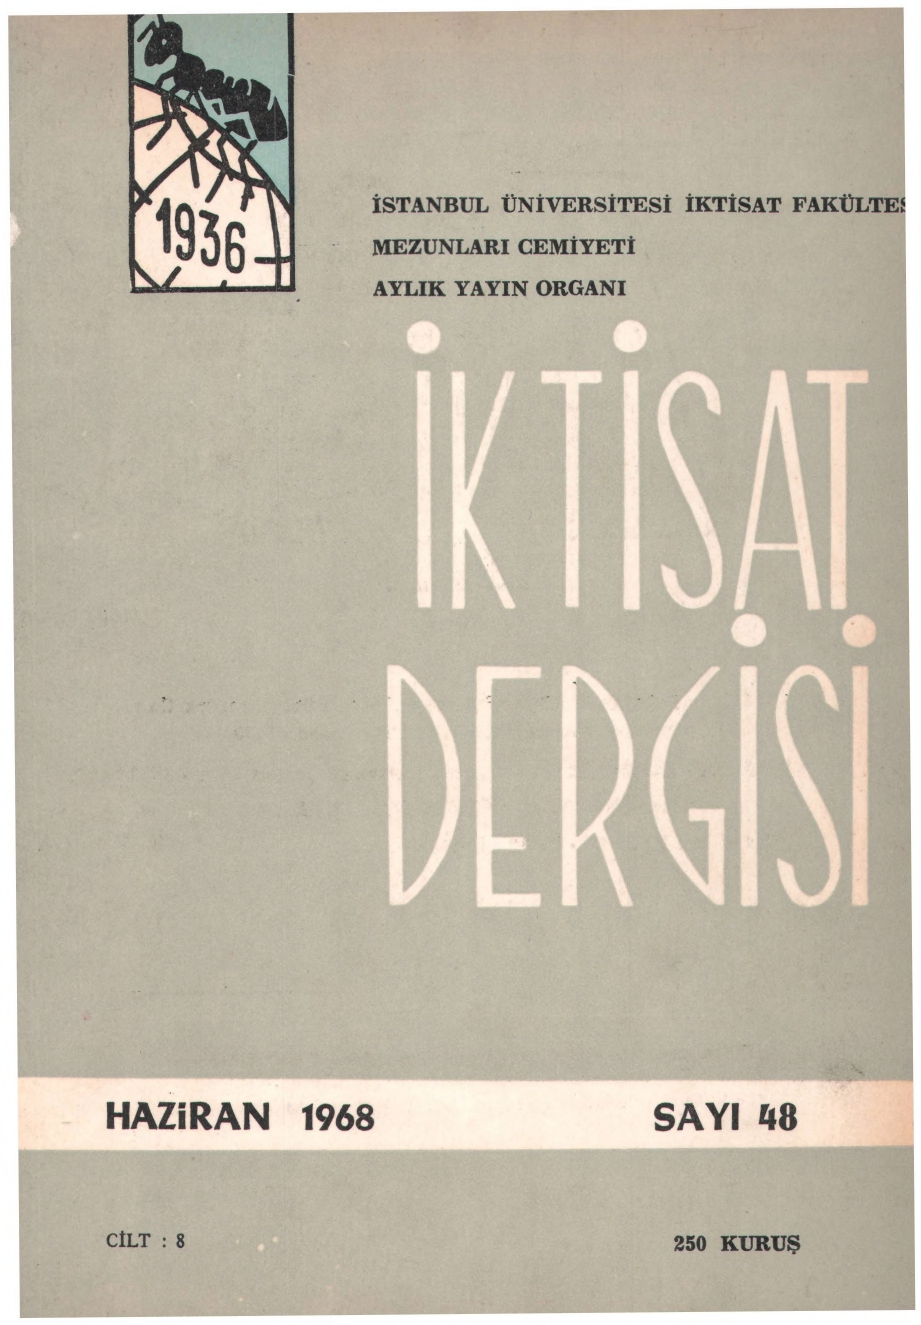 1936
İSTANBUL ÜNİVERSİTESİ İKTİSAT FAKÜLTES
MEZUNLARI CEMİYETİ
AYLIK YAYIN ORGANI
İKTİSAT
DERGİSİ
HAZİRAN 1968 SAYI 48
CİLT : 8 250 KURUŞ